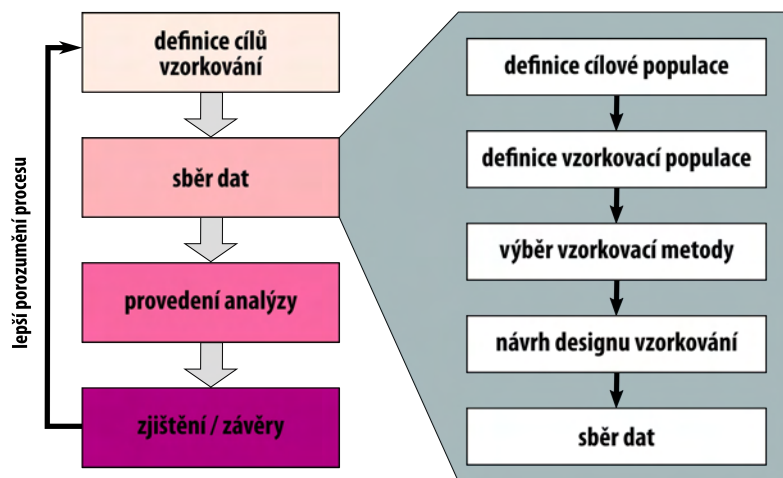 definice cílů
vzorkování
sběr dat
provedení analýzy
zjištění / závěry
lepší porozumění procesu
definice cílové populace
definice vzorkovací populace
výběr vzorkovací metody
návrh designu vzorkování
sběr dat